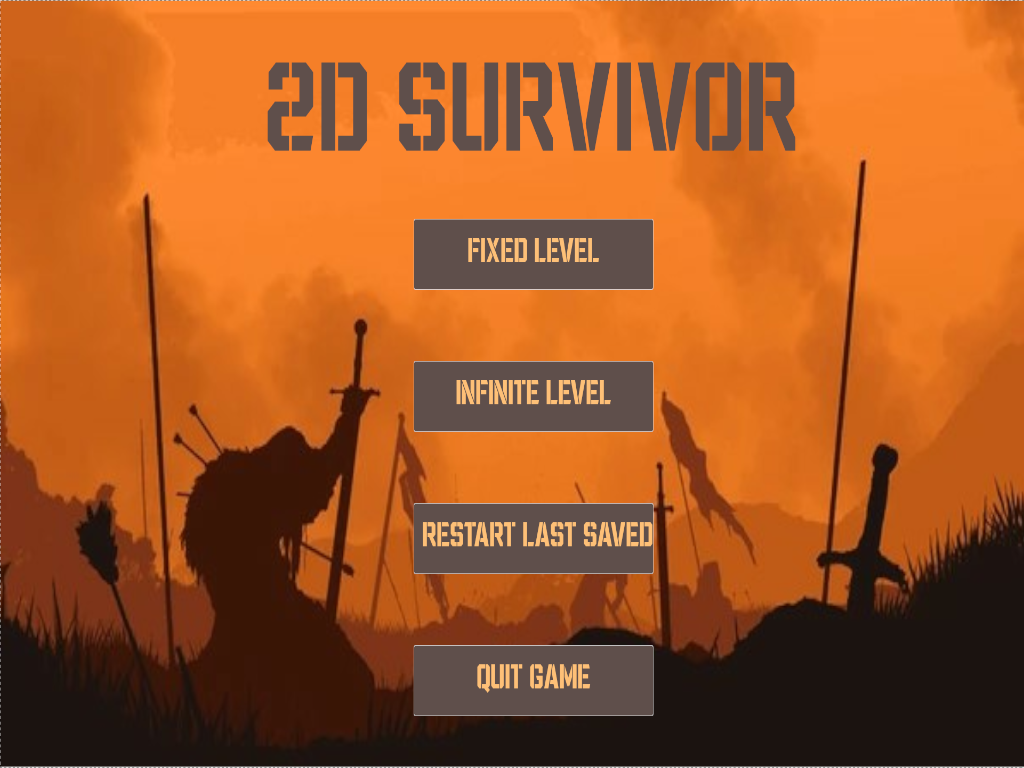 2D SURVIVOR
FIXED LEVEL
INFINITE LEVEL
RESTART LAST SAVED
QUIT GAME